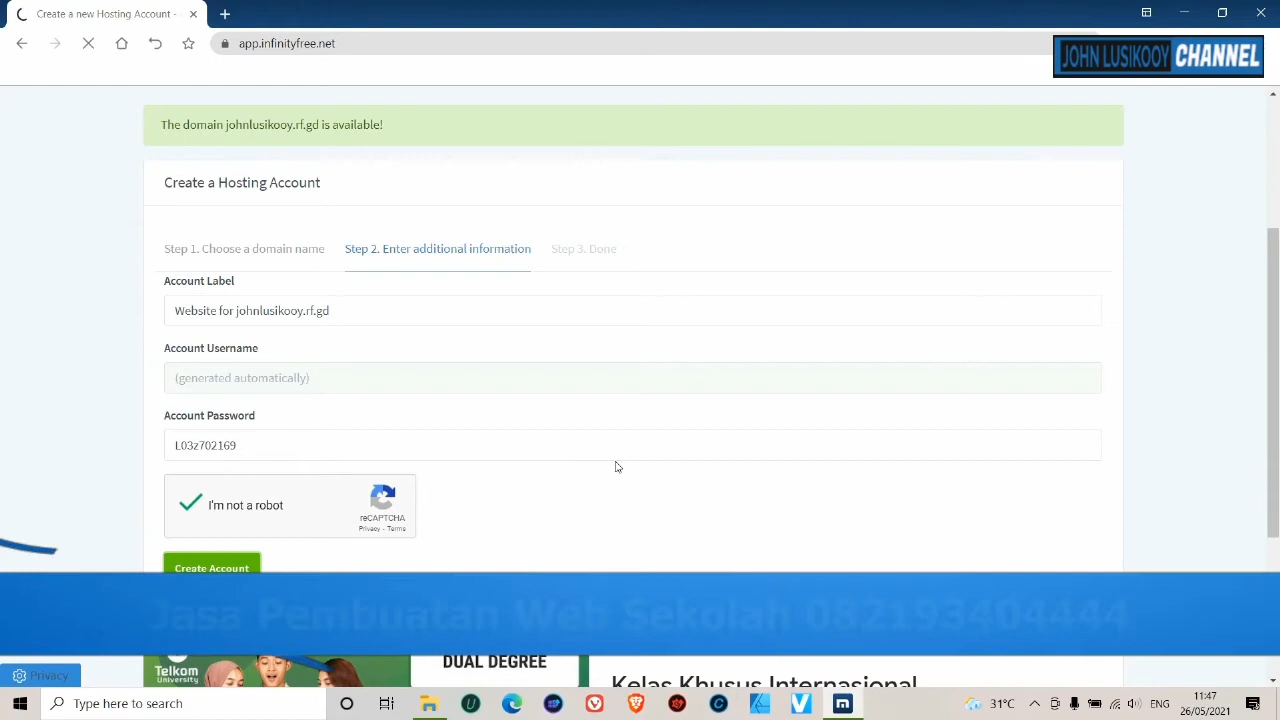 Create a new Hosting Account -
app.infinityfree.net
JOHN LUSIKOOY CHANNEL
The domain johnlusikooy.rf.gd is available!
Create a Hosting Account
Step 1. Choose a domain name
Step 2. Enter additional information
Step 3. Done
Account Label
Website for johnlusikooy.rf.gd
Account Username
(generated automatically)
Account Password
L03z702169
I'm not a robot
reCAPTCHA
Privacy - Terms
Create Account
Jasa Pembuatan Web Sekolah 082193404444
Telkom
University
DUAL DEGREE
Kelas Khusus Internasional
Privacy
Type here to search
31°C
11:47
26/05/2021